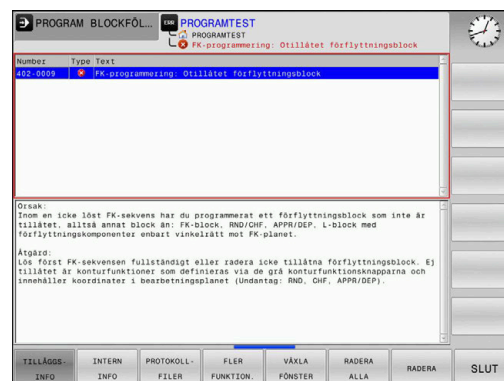 PROGRAM BLOCKFÖL... ERR PROGRAMTEST
PROGRAMTEST
FK-programmering: Otillåtet förflyttningsblock
Number Type Text
402-0009 FK-programmering: Otillåtet förflyttningsblock
Orsak:
Inom en icke löst FK-sekvens har du programmerat ett förflyttningsblock som inte är
tillåtet, alltså annat block än: FK-block, RND/CHF, APPR/DEP, L-block med
förflyttningskomponenter enbart vinkelrätt mot FK-planet.
Åtgärd:
Lös först FK-sekvensen fullständigt eller radera icke tillåtna förflyttningsblock. Ej
tillåtet är konturfunktioner som definieras via de grå konturfunktionsknapparna och
innehåller koordinater i bearbetningsplanet (Undantag: RND, CHF, APPR/DEP).
TILLÄGGS- INTERN PROTOKOLL- FLER VÄXLA RADERA RADERA SLUT
INFO INFO FILER FUNKTION. FÖNSTER ALLA